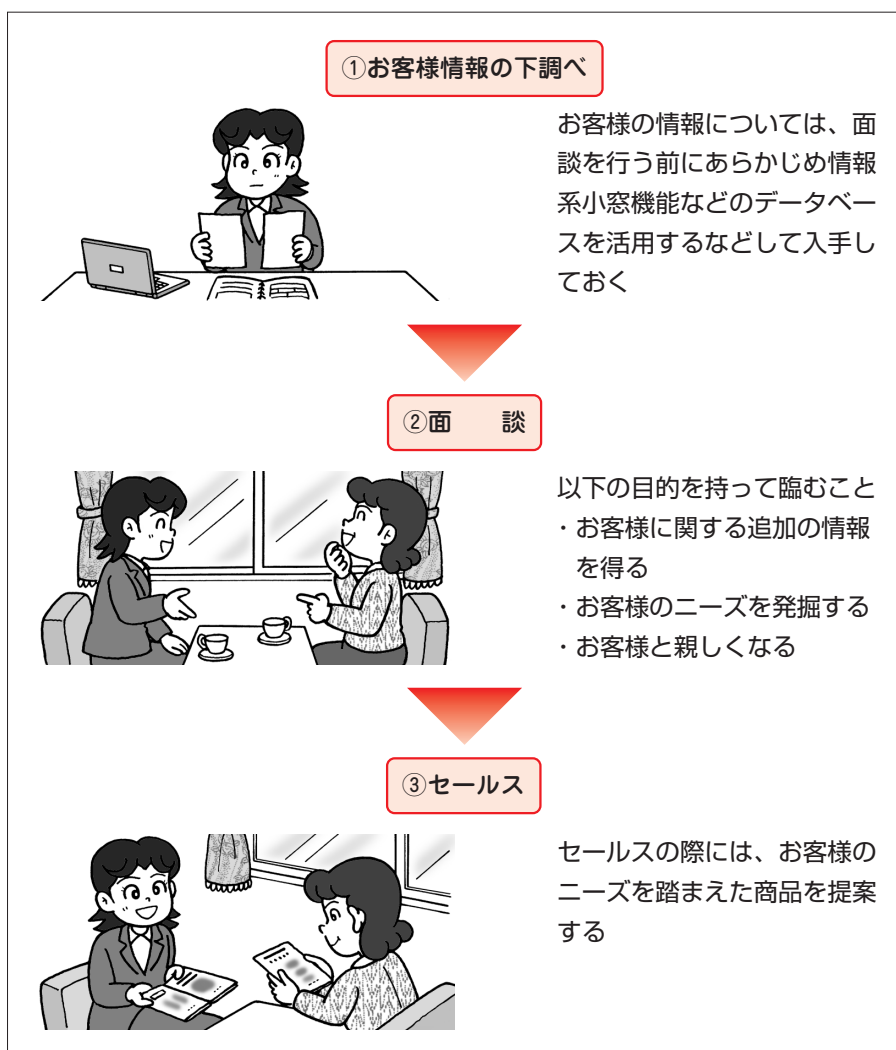 ①お客様情報の下調べ
お客様の情報については、面
談を行う前にあらかじめ情報
系小窓機能などのデータベー
スを活用するなどして入手し
ておく
②面　　談
以下の目的を持って臨むこと
・お客様に関する追加の情報
を得る
・お客様のニーズを発掘する
・お客様と親しくなる
③セールス
セールスの際には、お客様の
ニーズを踏まえた商品を提案
する